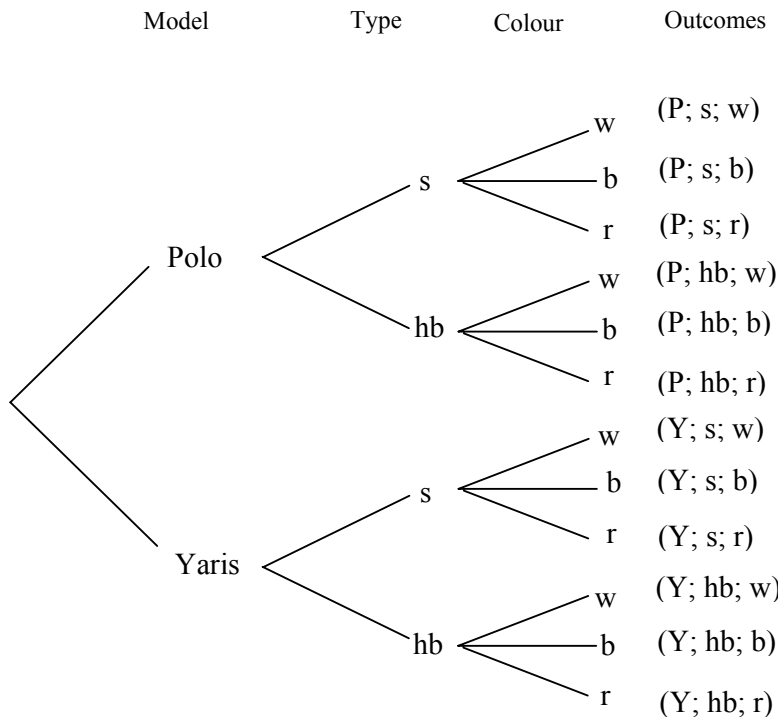 Model Type Colour Outcomes
w (P; s; w)
s b (P; s; b)
r (P; s; r)
Polo
w (P; hb; w)
hb b (P; hb; b)
r (P; hb; r)
w (Y; s; w)
s b (Y; s; b)
r (Y; s; r)
Yaris
w (Y; hb; w)
hb b (Y; hb; b)
r (Y; hb; r)